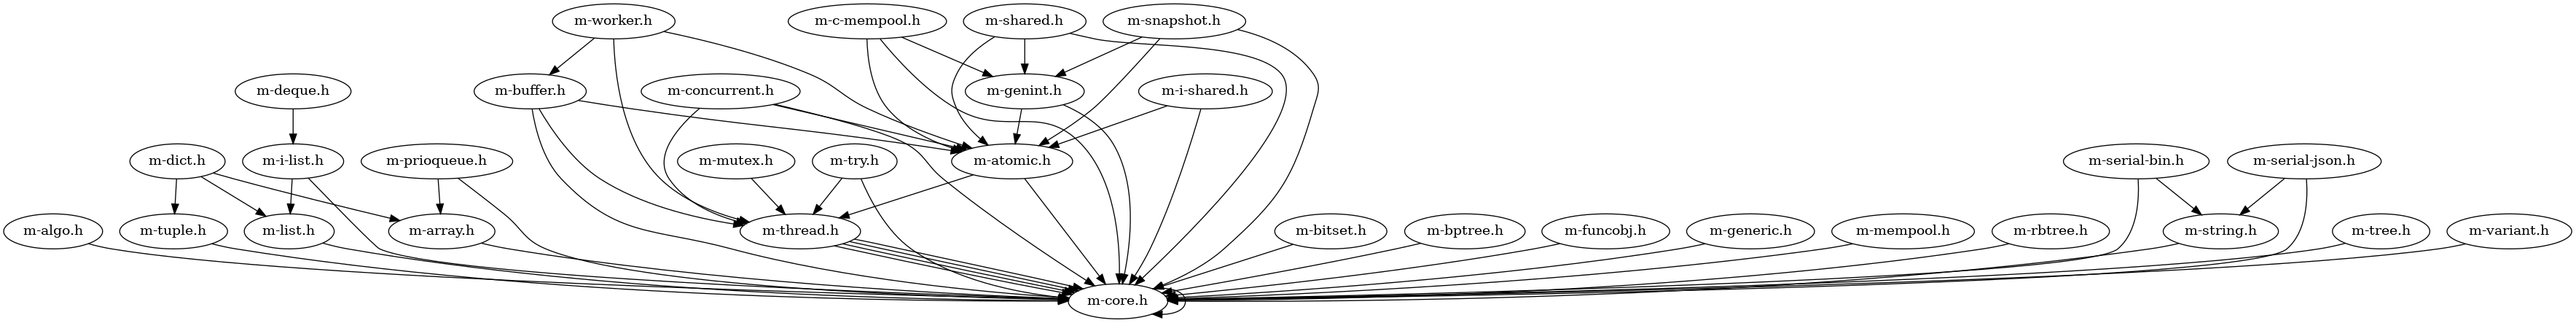 m-worker.h
m-c-mempool.h
m-shared.h
m-snapshot.h
m-deque.h
m-buffer.h
m-concurrent.h
m-genint.h
m-i-shared.h
m-dict.h
m-i-list.h
m-prioqueue.h
m-mutex.h
m-try.h
m-atomic.h
m-serial-bin.h
m-serial-json.h
m-algo.h
m-tuple.h
m-list.h
m-array.h
m-thread.h
m-bitset.h
m-bptree.h
m-funcobj.h
m-generic.h
m-mempool.h
m-rbtree.h
m-string.h
m-tree.h
m-variant.h
m-core.h